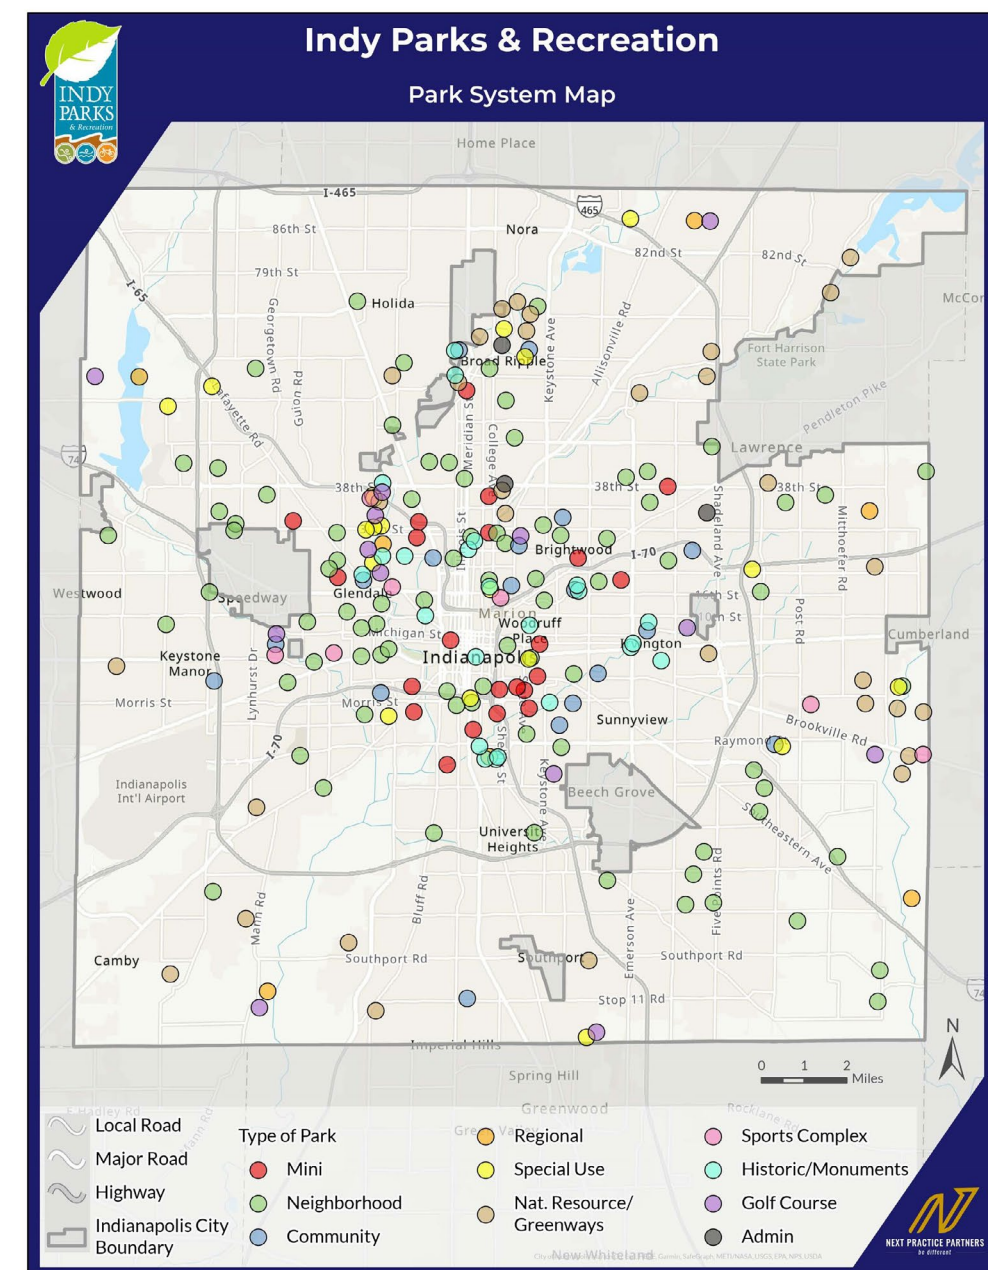 Indy Parks & Recreation
Park System Map
INDY
PARKS
& Recreation
Home Place
I-465
465
86th St
Nora
82nd St
82nd St
79th St
I-65
Holida
McCor
Georgetown Rd
Guion Rd
Keystone Ave
Allisonville Rd
Fort Harrison
State Park
Broad Ripple
Lafayette Rd
Meridian S
College Ave
Pendleton Pike
Lawrence
74
38th S
38th St
38th St
Shadeland Ave
Mitthoefer Rd
St
Brightwood
I-70
Westwood
Speedway
Glendale
Marion
10th St
Post Rd
Michigan St
Woodruff
Place
Cumberland
Keystone
Manor
Indianapol
Lynhurst Dr
Morris St
Morris St
Sunnyview
Brookville Rd
Raymond
I-70
Indianapolis
Int'l Airport
Keystone Ave
Beech Grove
Southeastern Ave
University
Heights
Bluff Rd
Five Points Rd
Mann Rd
Emerson Ave
Camby
Southport Rd
Southport
Southport Rd
Stop 11 Rd
74
N
Imperial Hills
0 1 2
Miles
Spring Hill
Greenwood
Rocklane Rd
Mann Rd
Local Road
Major Road
Highway
Indianapolis City
Boundary
Type of Park
Mini
Neighborhood
Community
Regional
Special Use
Nat. Resource/
Greenways
Sports Complex
Historic/Monuments
Golf Course
Admin
New Whiteland
NEXT PRACTICE PARTNERS
be different